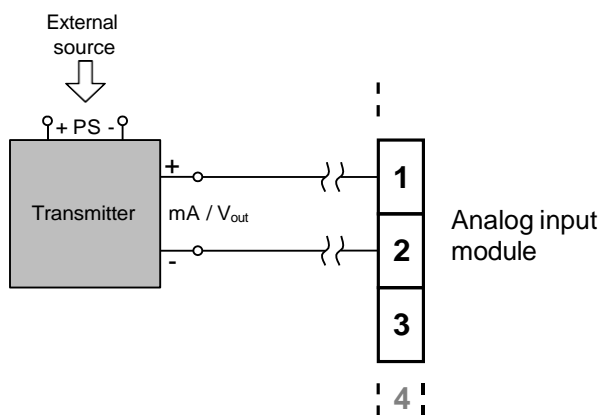 External
source
+ PS -
+
Transmitter
mA / Vout
-
1
2
3
4
Analog input
module